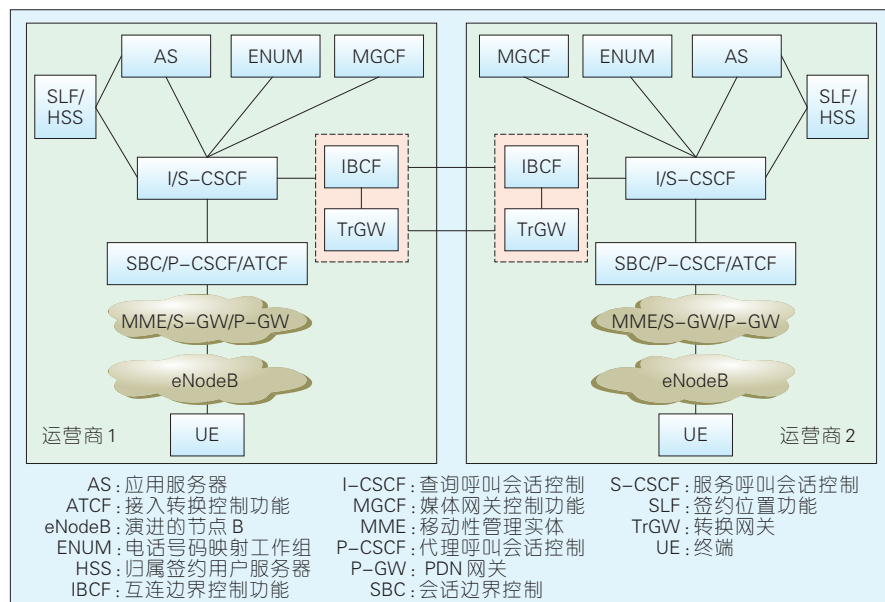 AS ENUM MGCF MGCF ENUM AS
SLF/
HSS
SLF/
HSS
I/S-CSCF IBCF IBCF I/S-CSCF
TrGW TrGW
SBC/P-CSCF/ATCF SBC/P-CSCF/ATCF
MME/S-GW/P-GW MME/S-GW/P-GW
eNodeB eNodeB
运营商1 UE UE 运营商2
AS:应用服务器 I-CSCF:查询呼叫会话控制 S-CSCF:服务呼叫会话控制
ATCF:接入转换控制功能 MGCF:媒体网关控制功能 SLF:签约位置功能
eNodeB:演进的节点B MME:移动性管理实体 TrGW:转换网关
ENUM:电话号码映射工作组 P-CSCF:代理呼叫会话控制 UE:终端
HSS:归属签约用户服务器 P-GW:PDN网关
IBCF:互连边界控制功能 SBC:会话边界控制